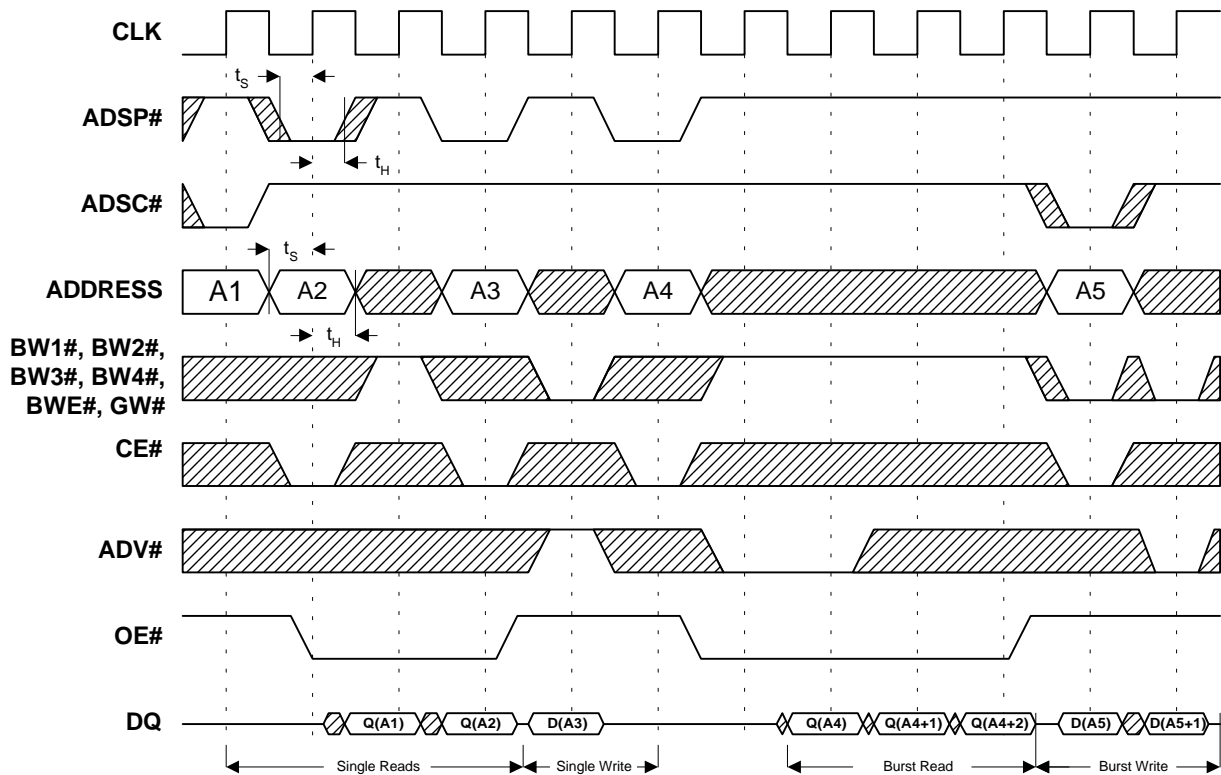 CLK
tS
ADSP#
tH
ADSC#
tS
ADDRESS
A1
A2
A3
A4
A5
tH
BW1#, BW2#,
BW3#, BW4#,
BWE#, GW#
CE#
ADV#
OE#
DQ
Q(A1)
Q(A2)
D(A3)
Q(A4)
Q(A4+1)
Q(A4+2)
D(A5)
D(A5+1)
Single Reads
Single Write
Burst Read
Burst Write